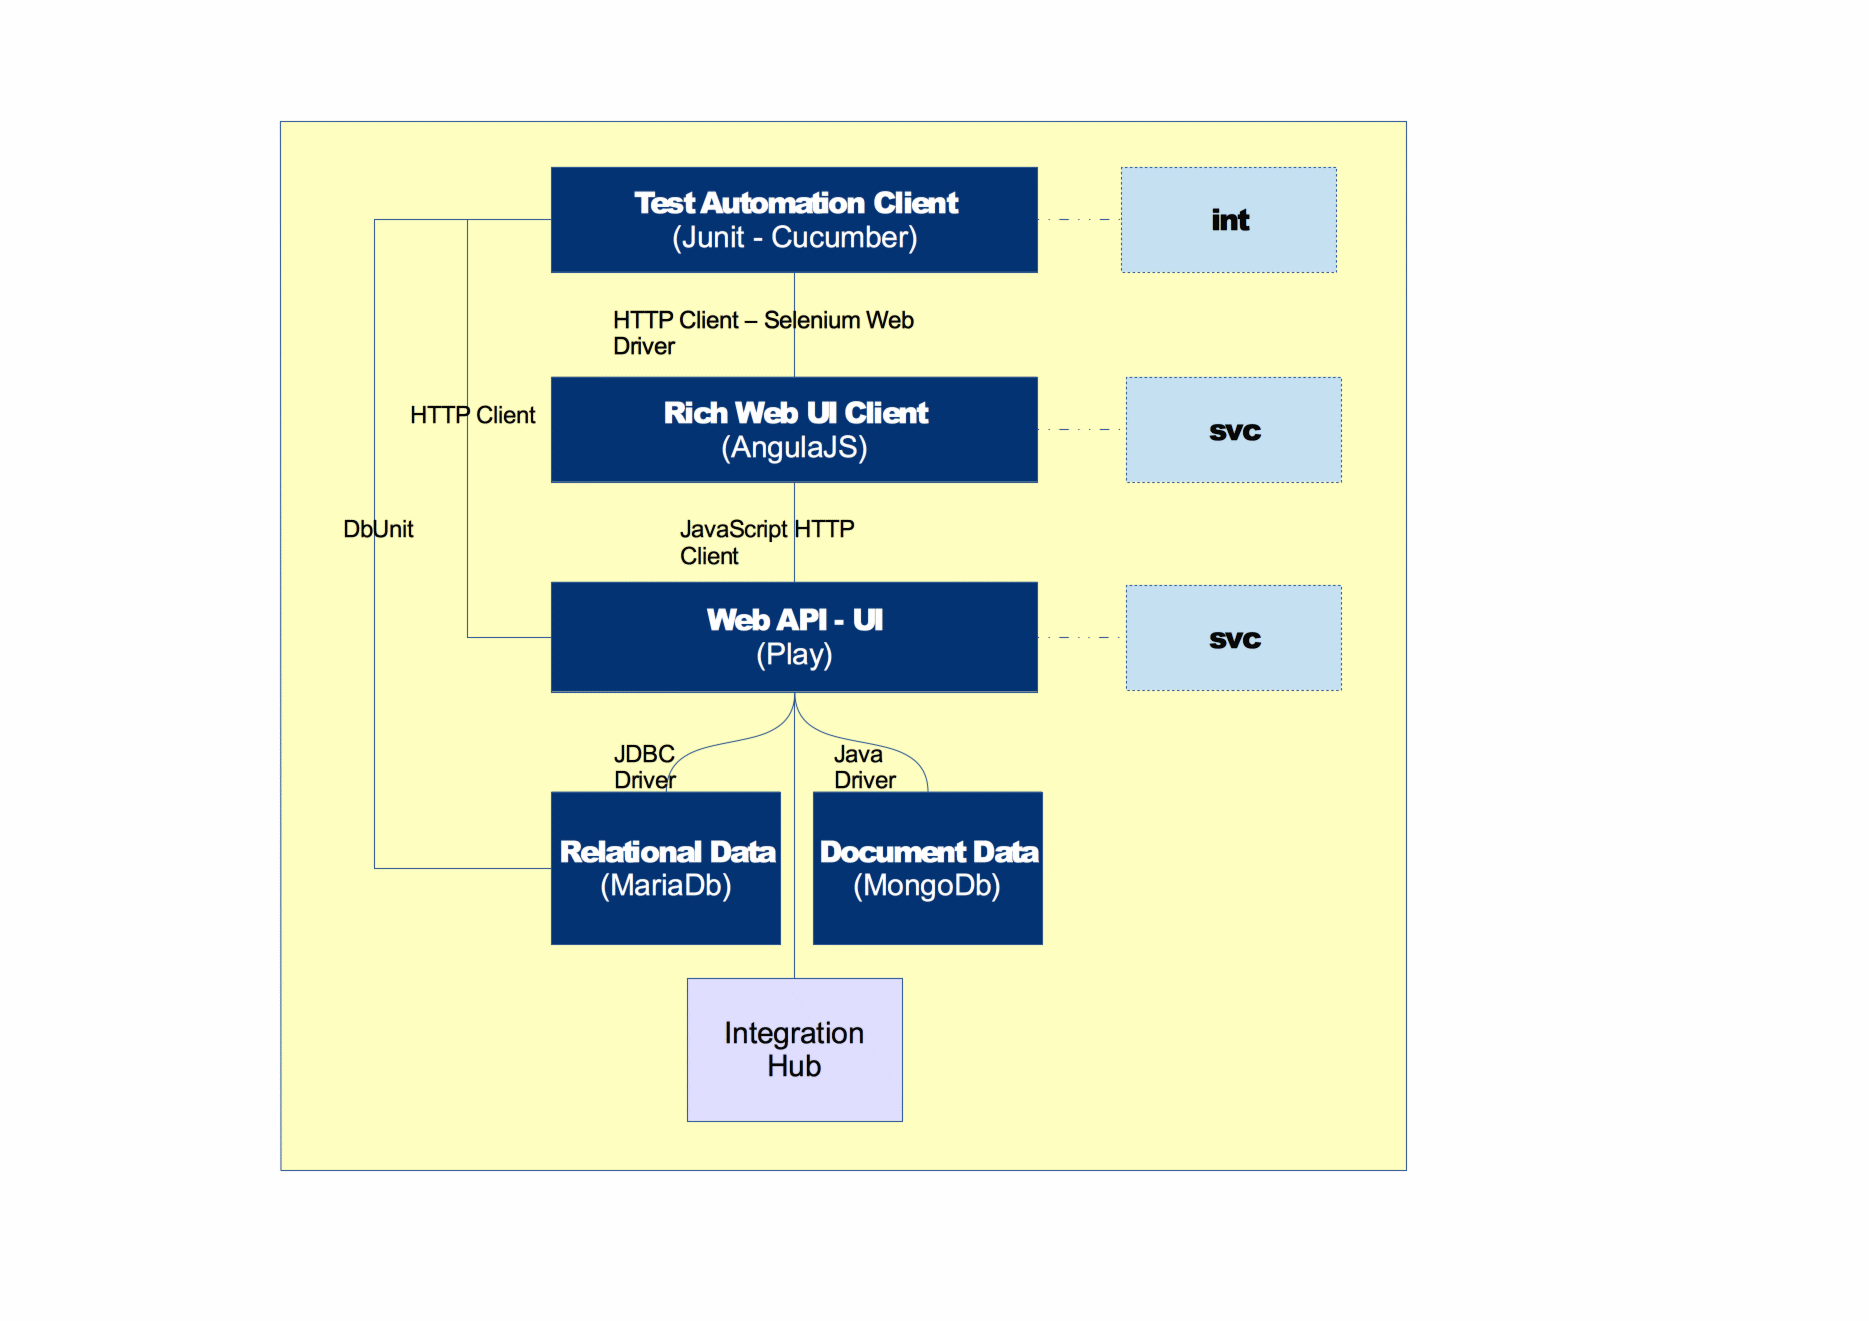 Test Automation Client
(Junit - Cucumber)
int
HTTP Client – Selenium Web
Driver
Rich Web UI Client
(AngulaJS)
svc
HTTP Client
DbUnit
JavaScript HTTP
Client
Web API - UI
(Play)
svc
JDBC
Driver
Java
Driver
Relational Data
(MariaDb)
Document Data
(MongoDb)
Integration
Hub